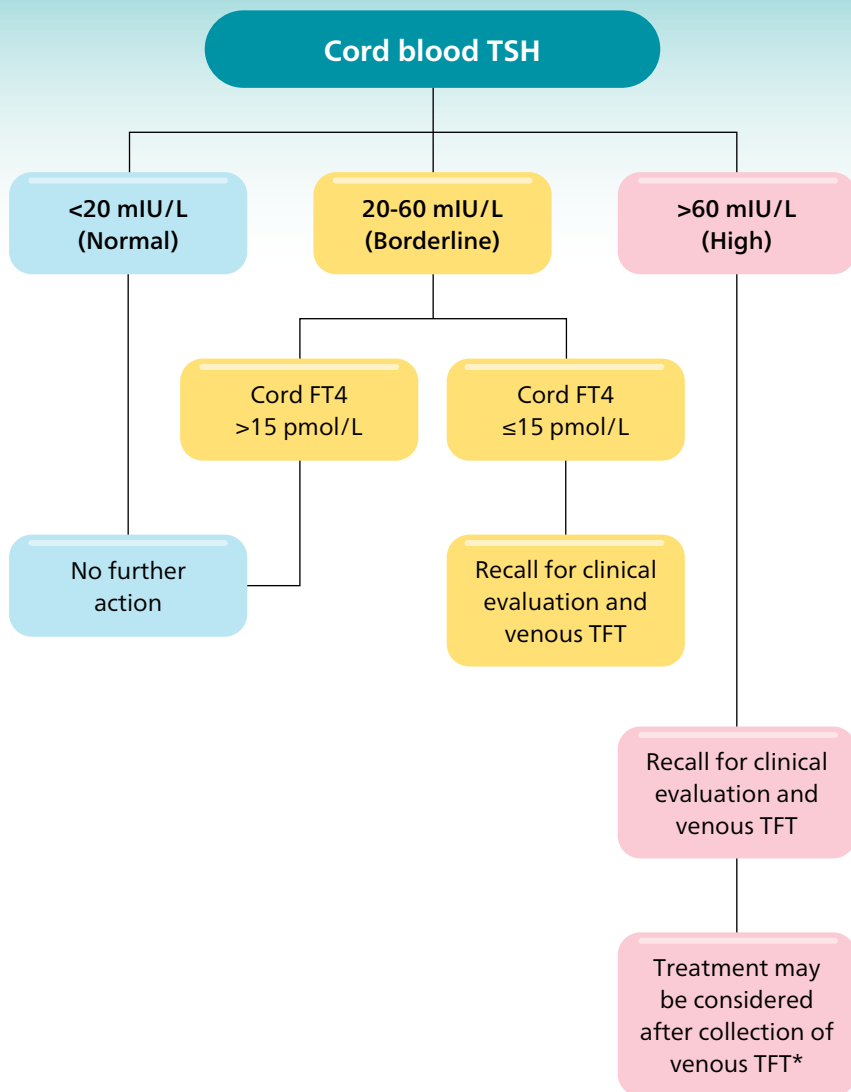 Cord blood TSH
<20 mIU/L
(Normal)
20-60 mIU/L
(Borderline)
>60 mIU/L
(High)
Cord FT4
>15 pmol/L
Cord FT4
≤15 pmol/L
No further
action
Recall for clinical
evaluation and
venous TFT
Recall for clinical
evaluation and
venous TFT
Treatment may
be considered
after collection of
venous TFT*